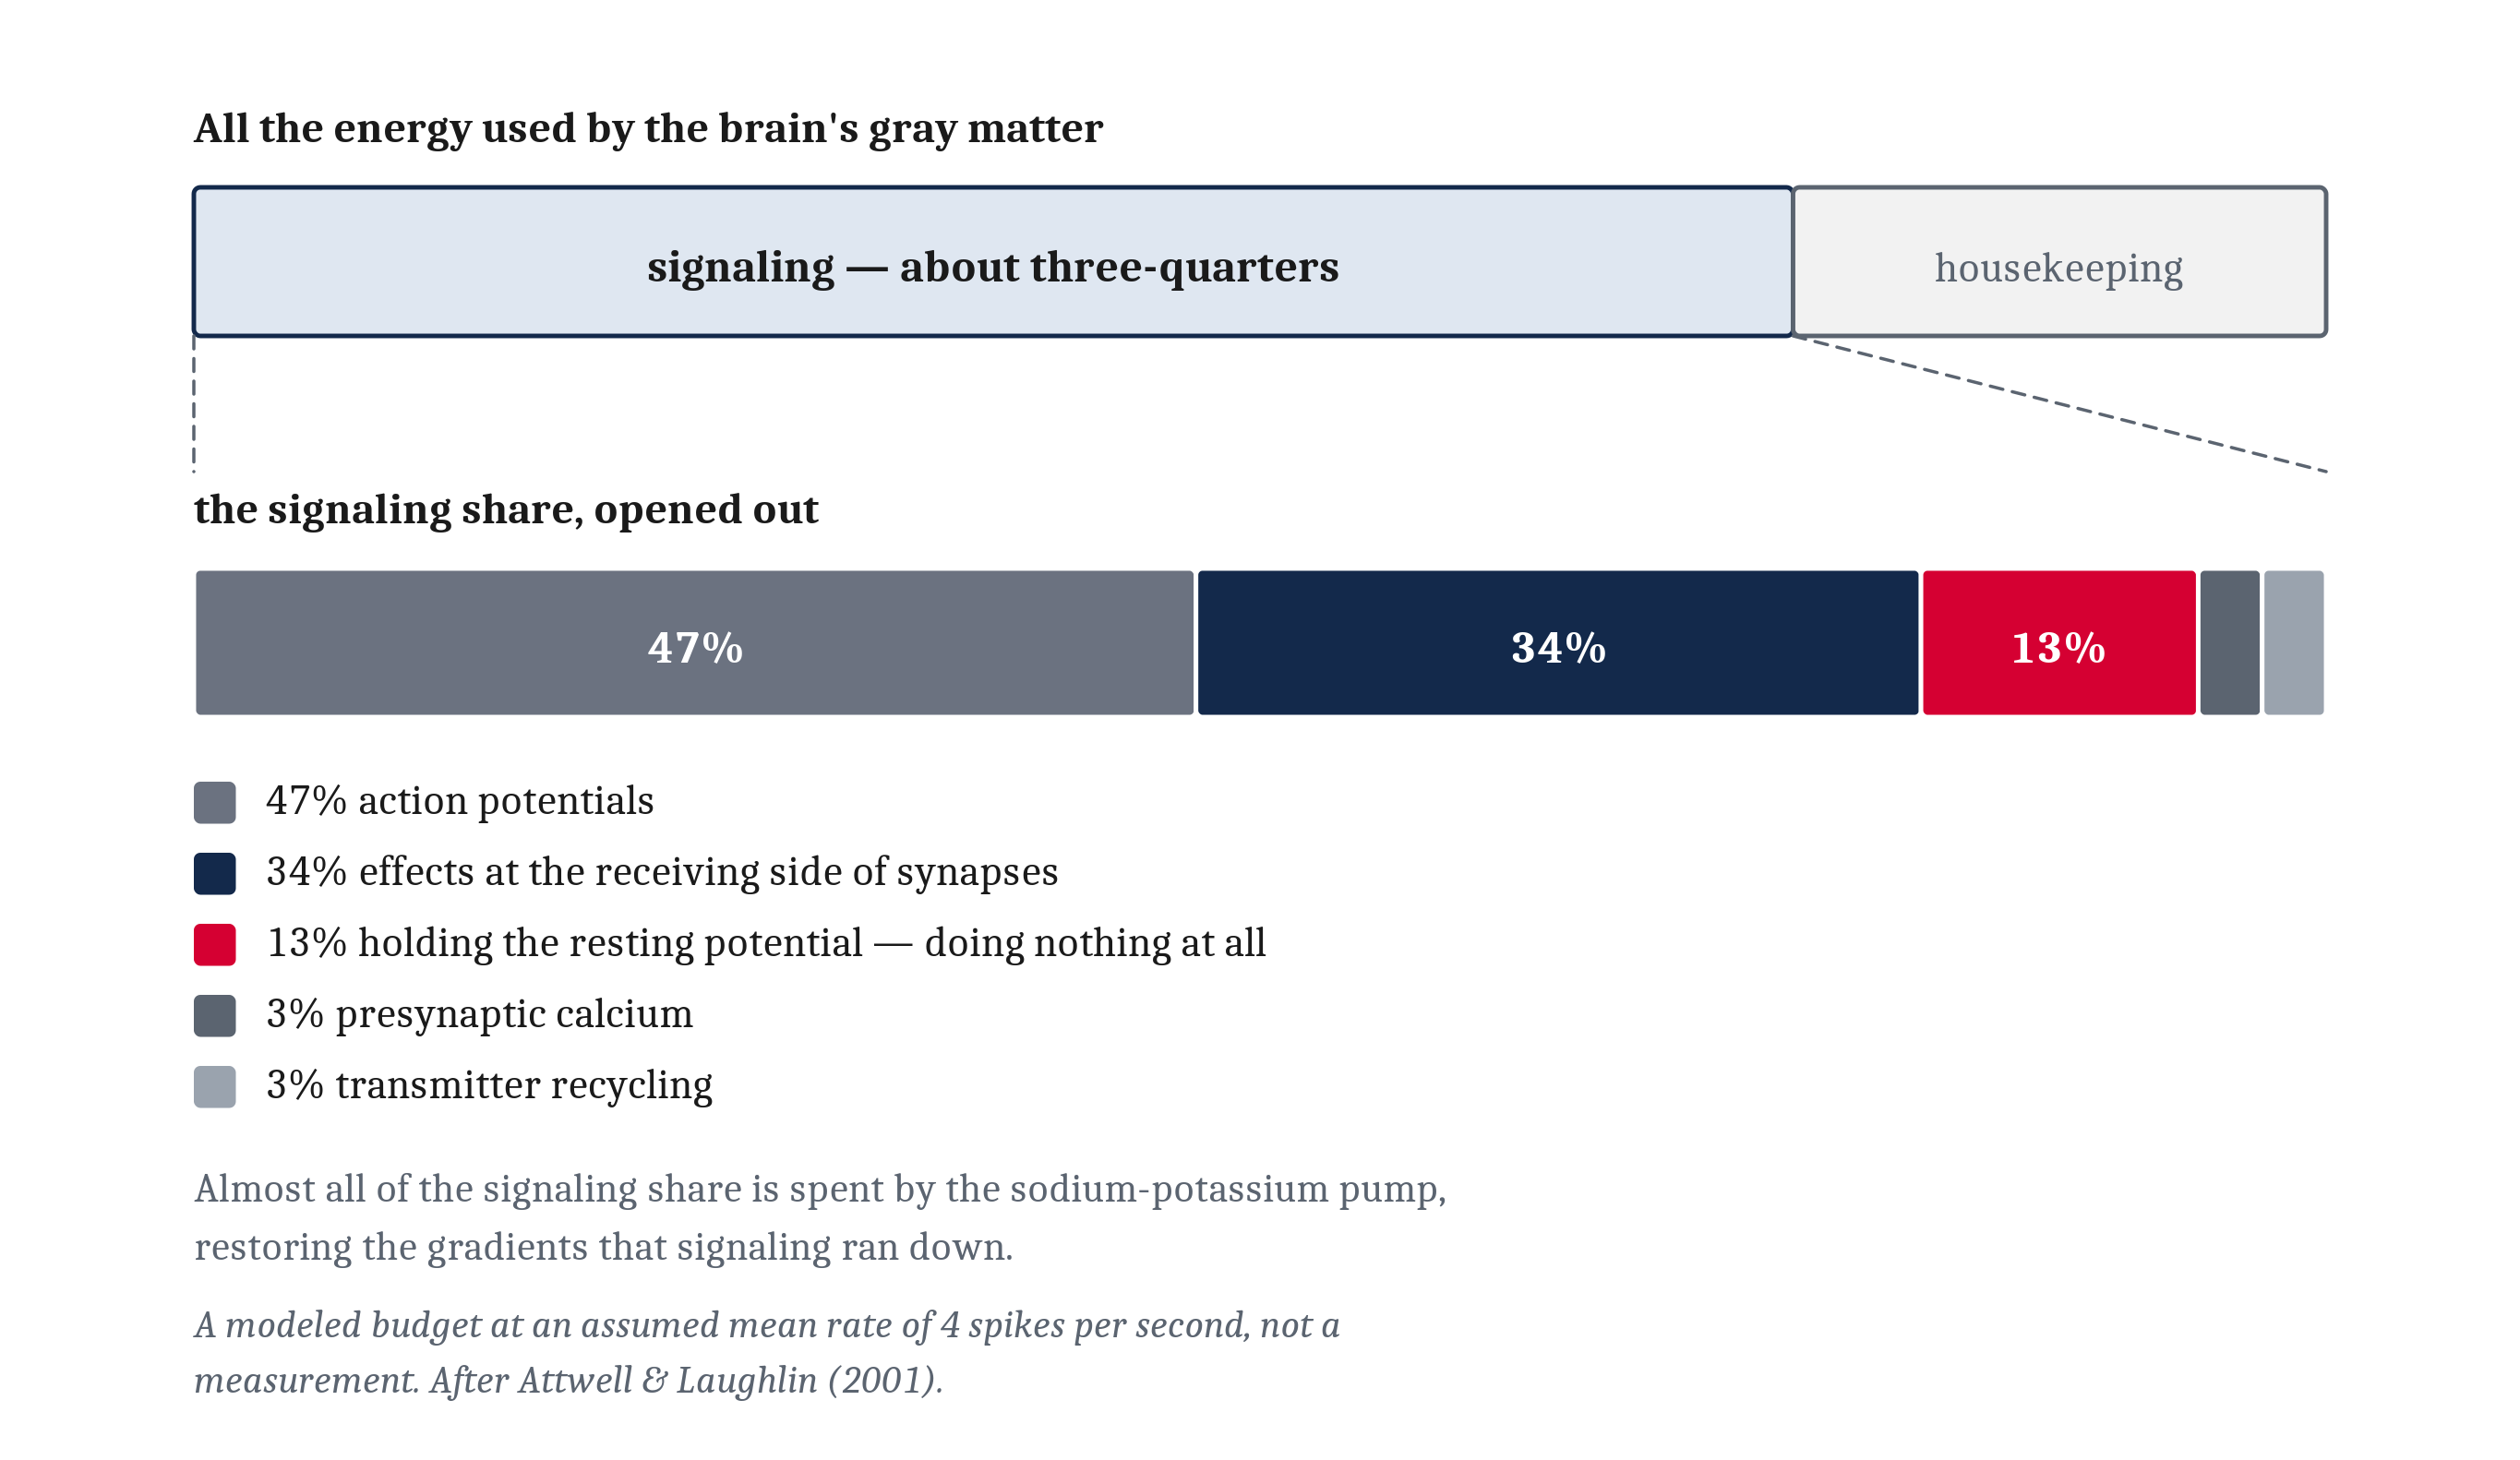 All the energy used by the brain's gray matter
signaling — about three-quarters
housekeeping
the signaling share, opened out
47%
34%
13%
47% action potentials
34% effects at the receiving side of synapses
13% holding the resting potential — doing nothing at all
3% presynaptic calcium
3% transmitter recycling
Almost all of the signaling share is spent by the sodium-potassium pump,
restoring the gradients that signaling ran down.
A modeled budget at an assumed mean rate of 4 spikes per second, not a
measurement. After Attwell & Laughlin (2001).